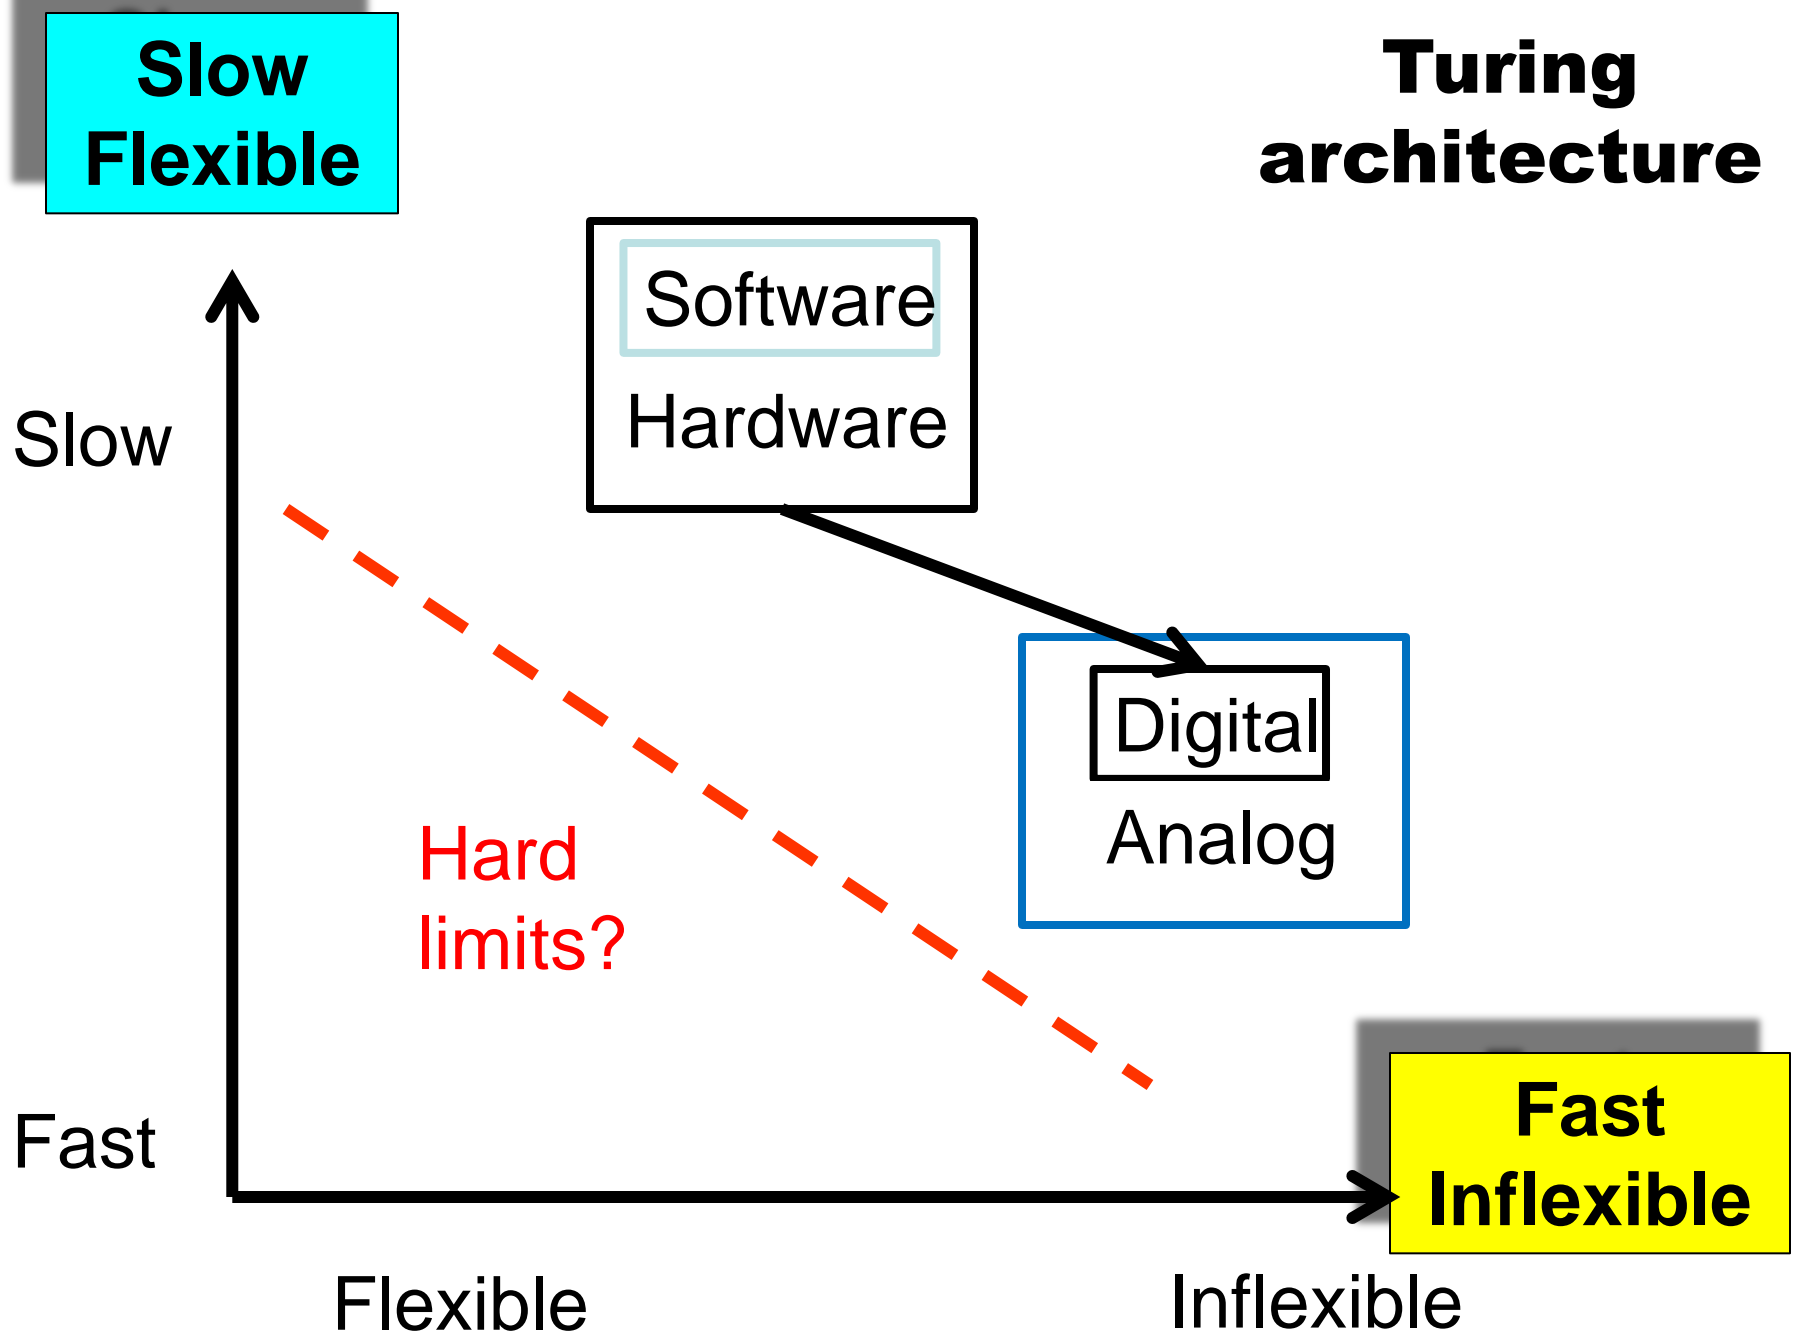 Slow
Flexible
Turing
architecture
Software
Hardware
Slow
Digital
Analog
Hard
limits?
Fast
Fast
Inflexible
Flexible
Inflexible